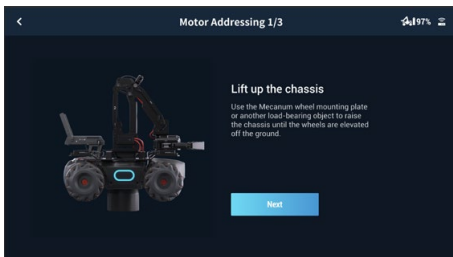 Motor Addressing 1/3
97%
Lift up the chassis
Use the Mecanum wheel mounting plate
or another load-bearing object to raise
the chassis until the wheels are elevated
off the ground.
Next